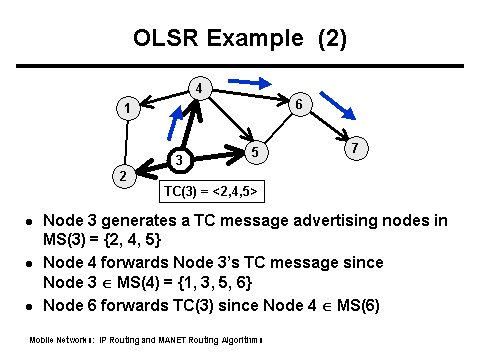 OLSR Example (2)
4
1
6
3
5
7
2
TC(3) = <2,4,5>
Node 3 generates a TC message advertising nodes in
MS(3) = {2, 4, 5}
Node 4 forwards Node 3's TC message since
Node 3 ∈ MS(4) = {1, 3, 5, 6}
Node 6 forwards TC(3) since Node 4 ∈ MS(6)
Mobile Networks: IP Routing and MANET Routing Algorithms